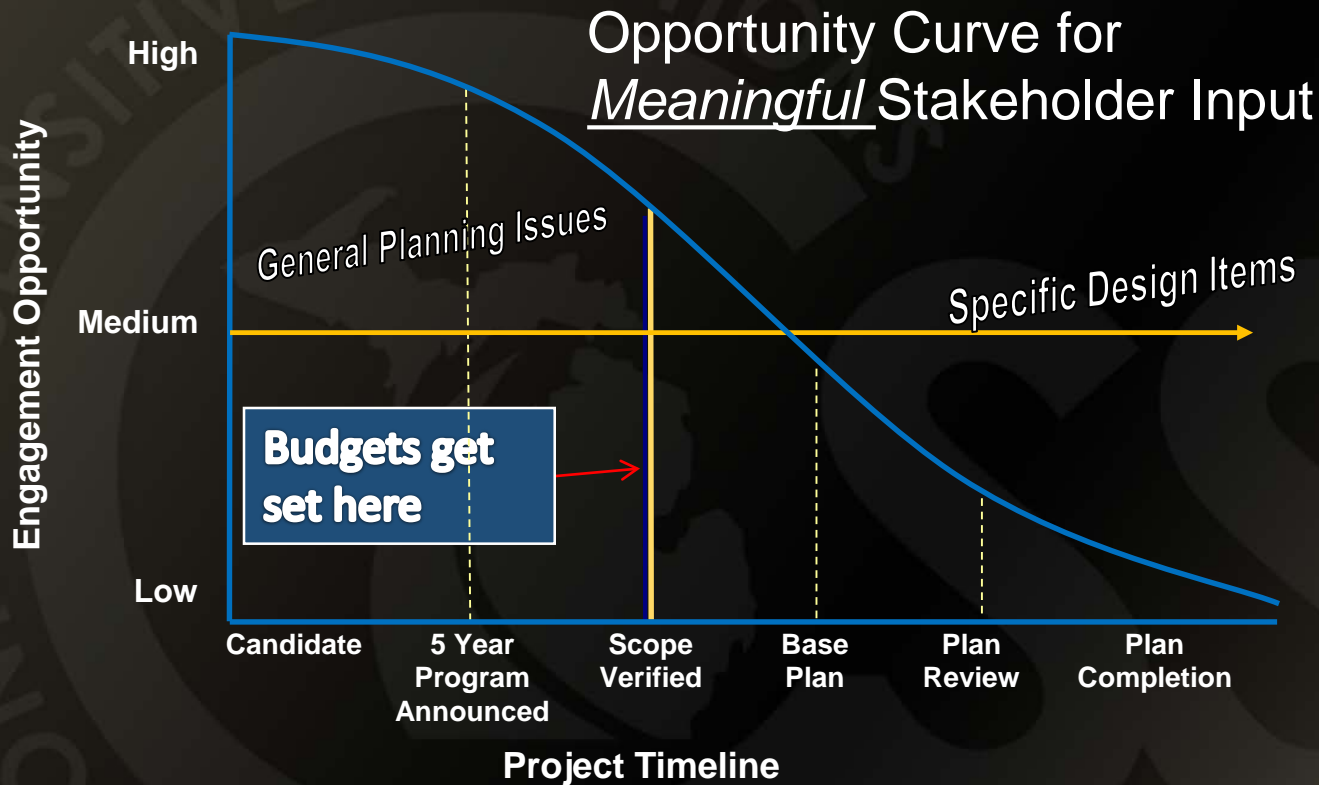 Opportunity Curve for
Meaningful Stakeholder Input
High
Medium
Low
Engagement Opportunity
General Planning Issues
Specific Design Items
Budgets get
set here
Candidate
5 Year
Program
Announced
Scope
Verified
Base
Plan
Plan
Review
Plan
Completion
Project Timeline